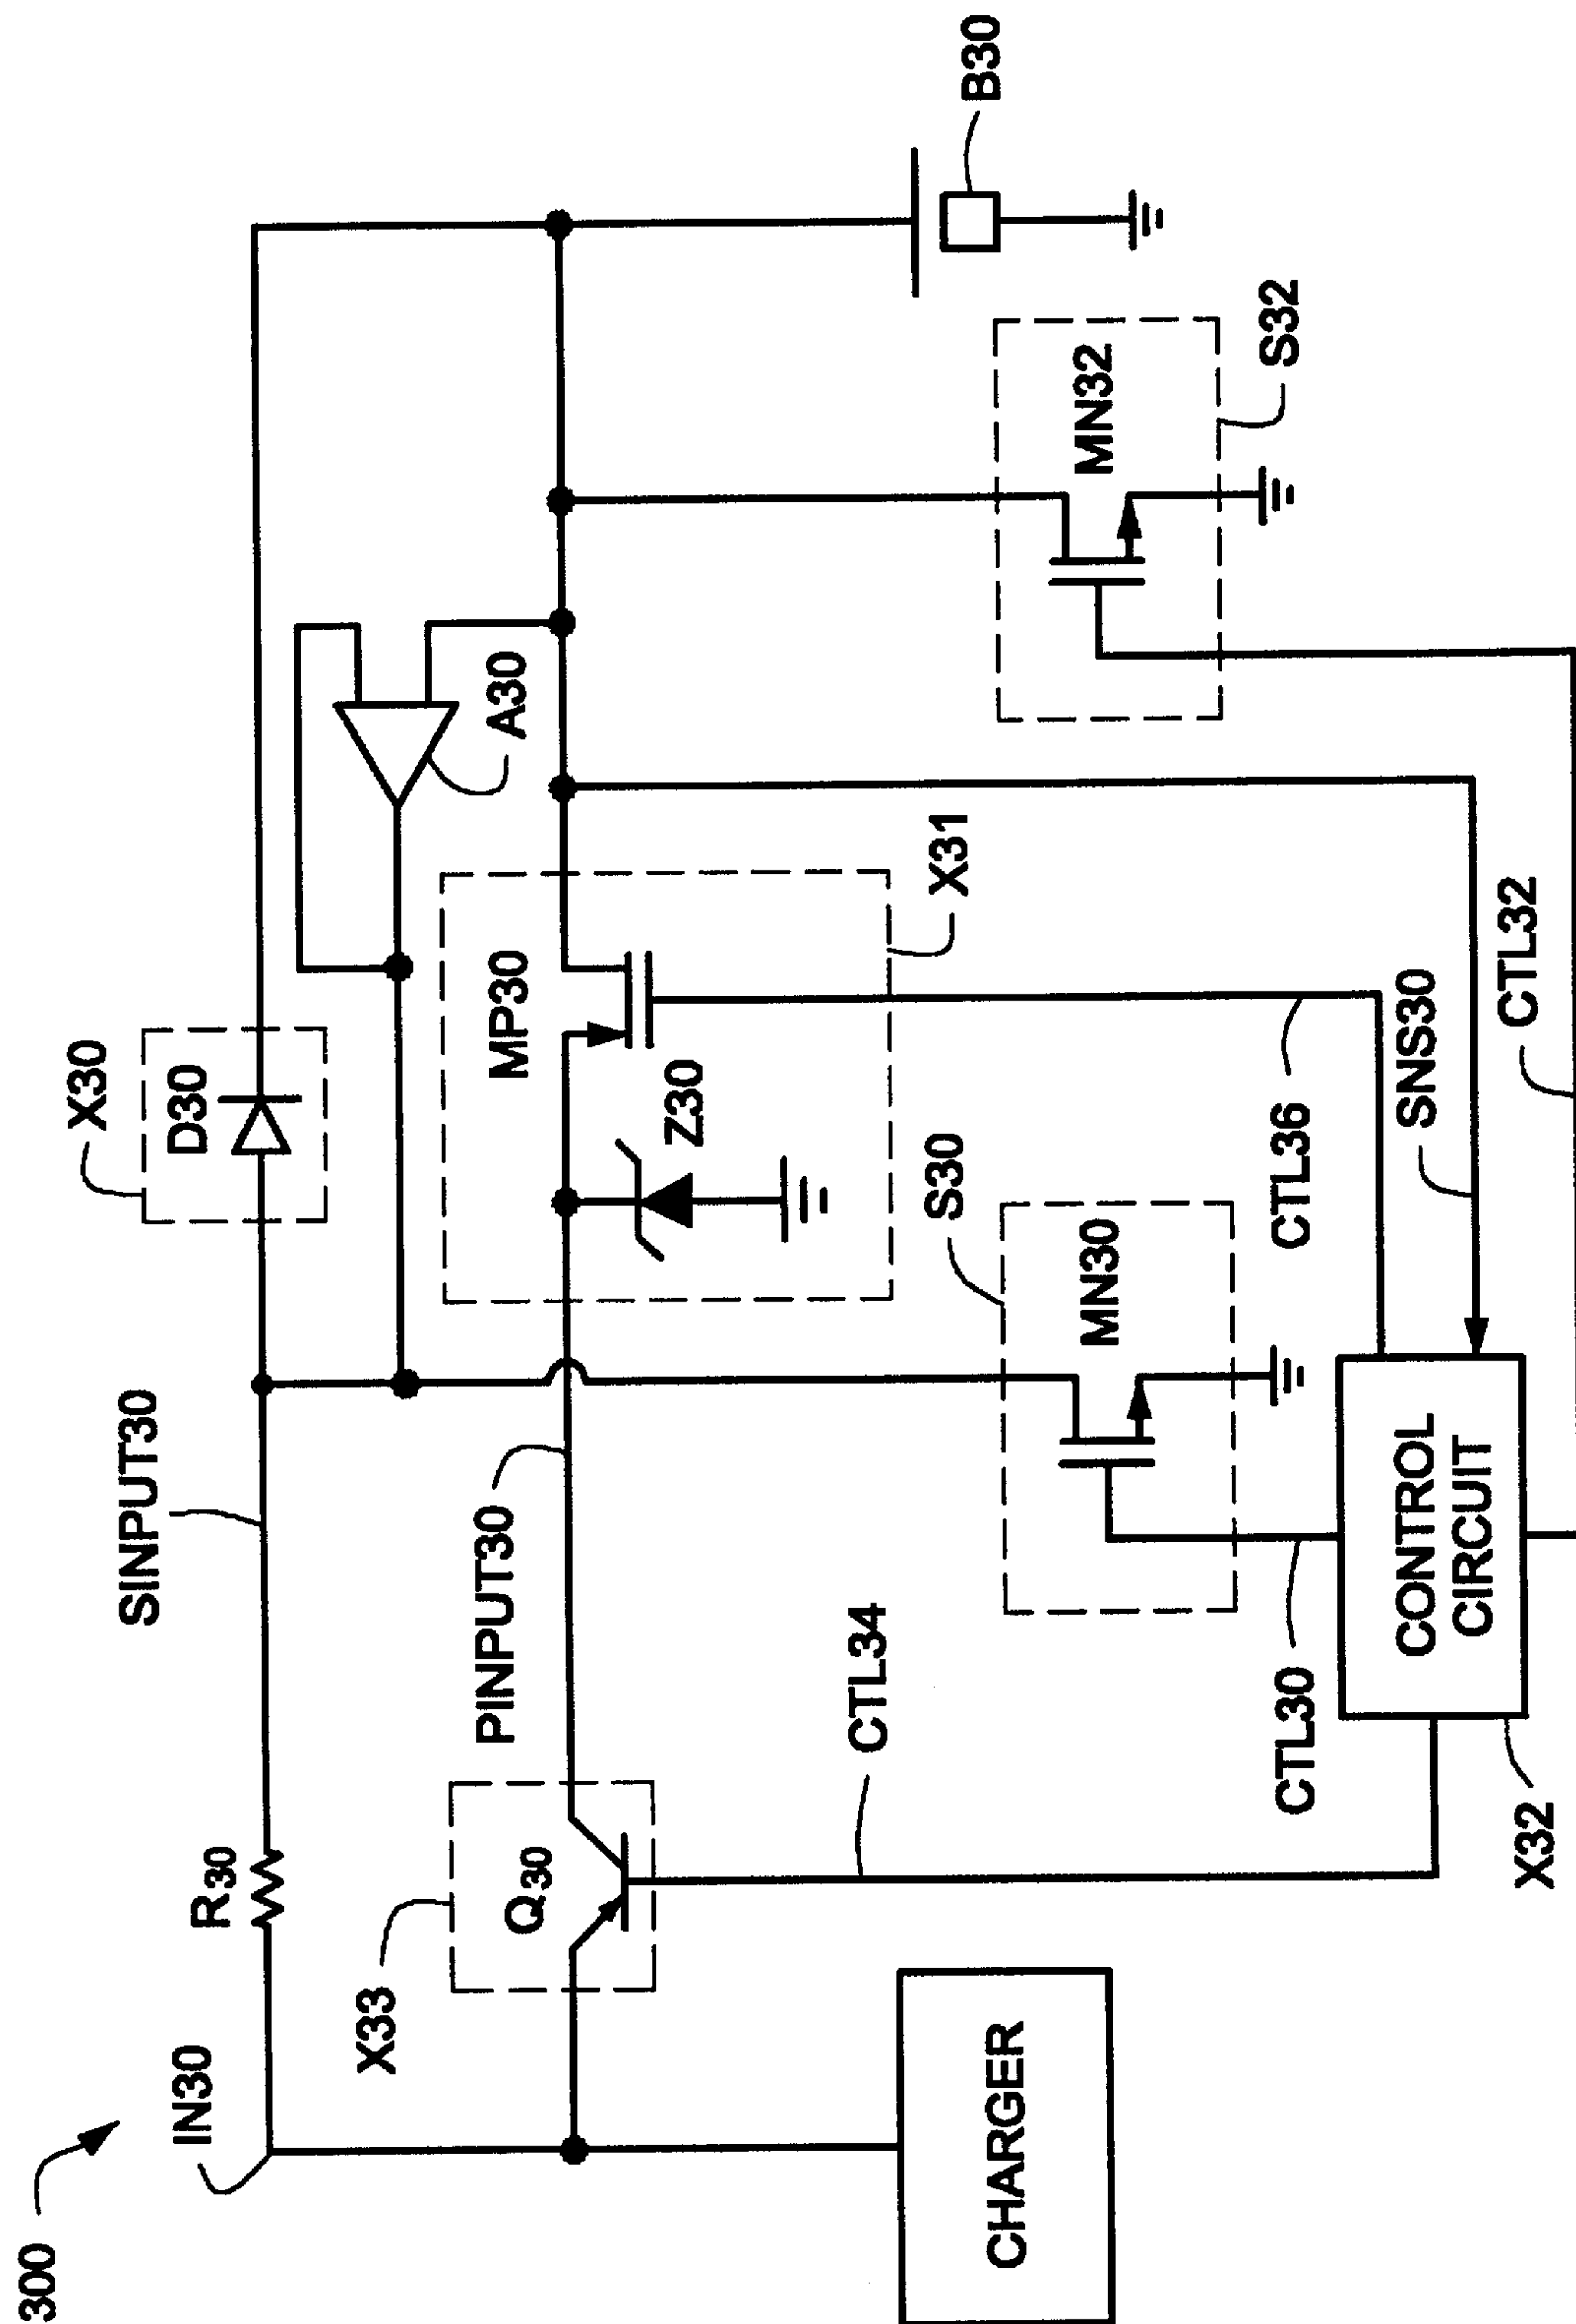 300
IN30
R30
SINPUT30
X30
D30
X33
Q30
PINPUT30
MP30
Z30
X31
A30
B30
CHARGER
CTL34
S30
MN30
MN32
S32
CTL30
CTL36
SNS30
CTL32
CONTROL
CIRCUIT
X32